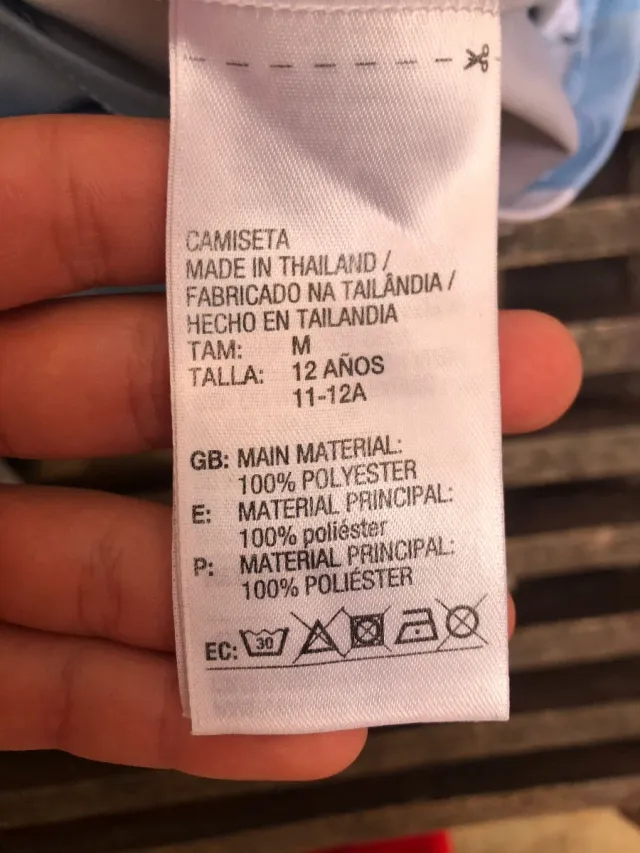 CAMISETA
MADE IN THAILAND /
FABRICADO NA TAILÂNDIA /
HECHO EN TAILANDIA
TAM: M
TALLA: 12 AÑOS
11-12A
GB: MAIN MATERIAL:
100% POLYESTER
E: MATERIAL PRINCIPAL:
100% poliéster
P: MATERIAL PRINCIPAL:
100% POLIÉSTER
EC: 30